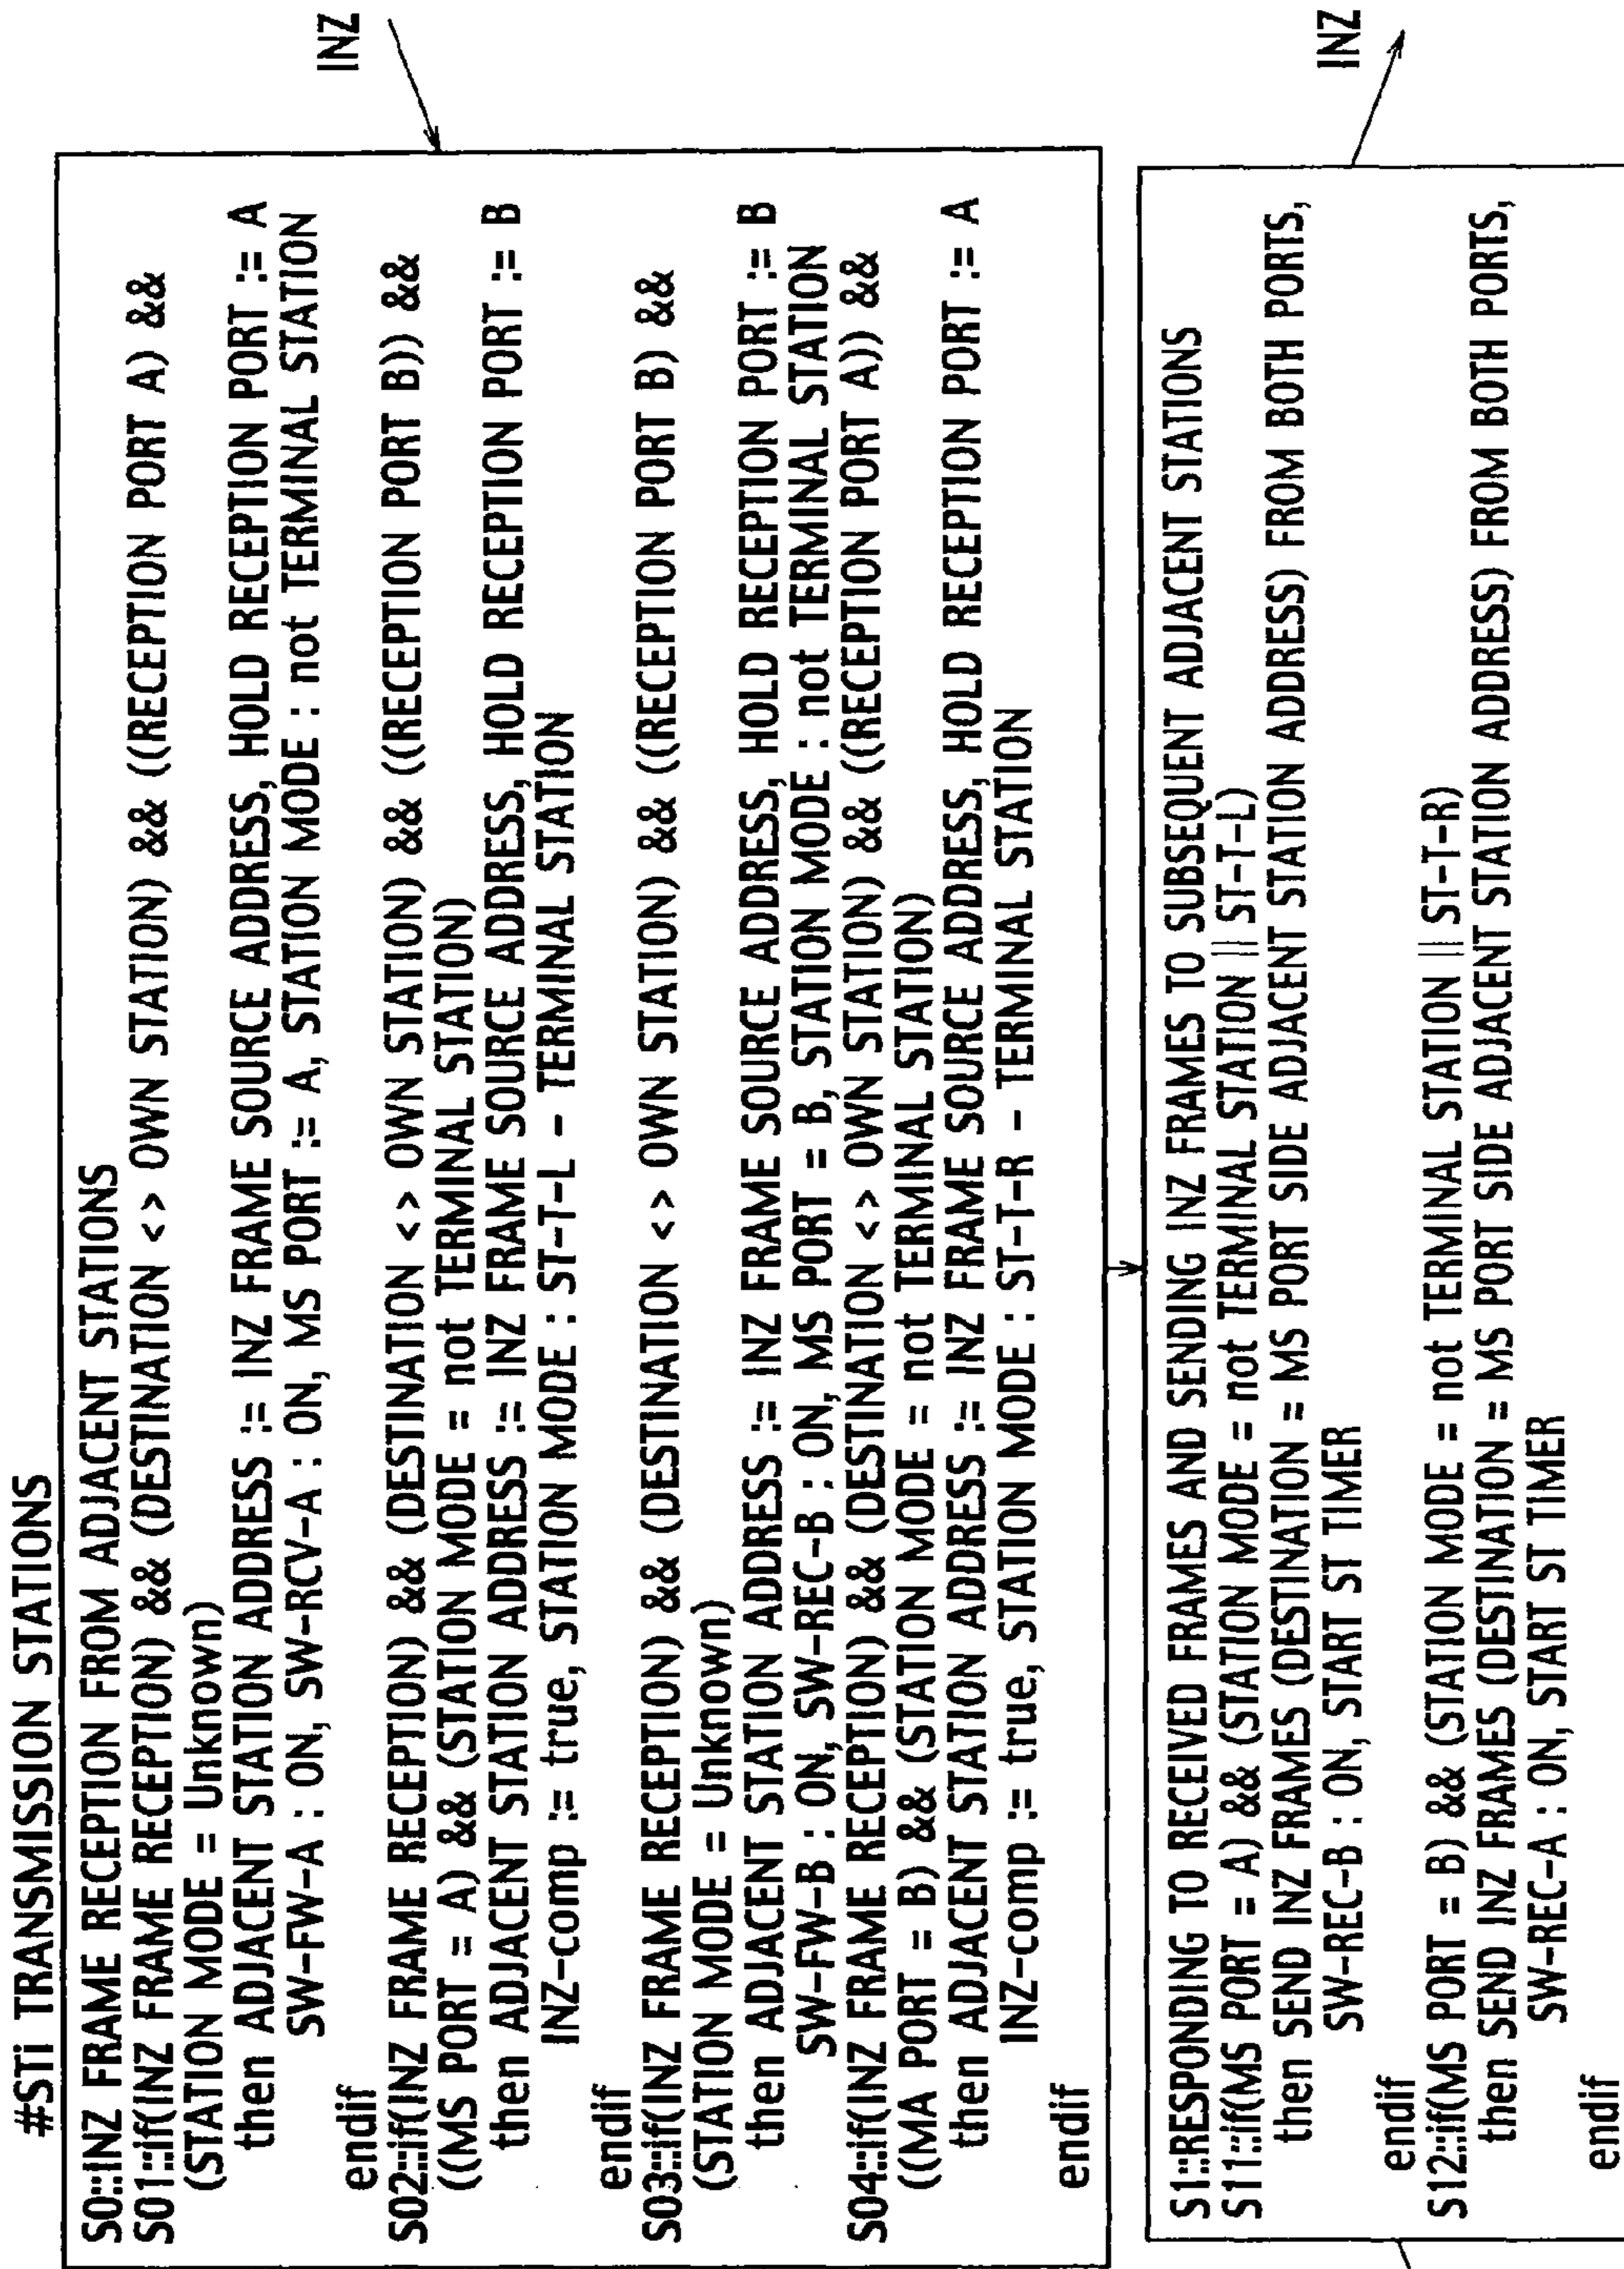 #STi TRANSMISSION STATIONS
INZ
S0:::INZ FRAME RECEPTION FROM ADJACENT STATIONS
S01:::if(INZ FRAME RECEPTION) && (DESTINATION <> OWN STATION) && ((RECEPTION PORT A) &&
(STATION MODE = Unknown)
then ADJACENT STATION ADDRESS := INZ FRAME SOURCE ADDRESS, HOLD RECEPTION PORT := A
SW-FW-A : ON, SW-RCV-A : ON, MS PORT := A, STATION MODE : not TERMINAL STATION
endif
S02:::if(INZ FRAME RECEPTION) && (DESTINATION <> OWN STATION) && ((RECEPTION PORT B)) &&
((MS PORT = A) && (STATION MODE = not TERMINAL STATION)
then ADJACENT STATION ADDRESS := INZ FRAME SOURCE ADDRESS, HOLD RECEPTION PORT := B
INZ-comp := true, STATION MODE : ST-T-L - TERMINAL STATION
endif
S03:::if(INZ FRAME RECEPTION) && (DESTINATION <> OWN STATION) && ((RECEPTION PORT B) &&
(STATION MODE = Unknown)
then ADJACENT STATION ADDRESS := INZ FRAME SOURCE ADDRESS, HOLD RECEPTION PORT := B
SW-FW-B : ON, SW-REC-B : ON, MS PORT = B, STATION MODE : not TERMINAL STATION
S04:::if(INZ FRAME RECEPTION) && (DESTINATION <> OWN STATION) && ((RECEPTION PORT A)) &&
((MA PORT = B) && (STATION MODE = not TERMINAL STATION)
then ADJACENT STATION ADDRESS := INZ FRAME SOURCE ADDRESS, HOLD RECEPTION PORT := A
INZ-comp := true, STATION MODE : ST-T-R - TERMINAL STATION
endif
INZ
S1:::RESPONDING TO RECEIVED FRAMES AND SENDING INZ FRAMES TO SUBSEQUENT ADJACENT STATIONS
S11:::if(MS PORT = A) && (STATION MODE = not TERMINAL STATION || ST-T-L)
then SEND INZ FRAMES (DESTINATION = MS PORT SIDE ADJACENT STATION ADDRESS) FROM BOTH PORTS,
SW-REC-B : ON, START ST TIMER
endif
S12:::if(MS PORT = B) && (STATION MODE = not TERMINAL STATION || ST-T-R)
then SEND INZ FRAMES (DESTINATION = MS PORT SIDE ADJACENT STATION ADDRESS) FROM BOTH PORTS,
SW-REC-A : ON, START ST TIMER
endif